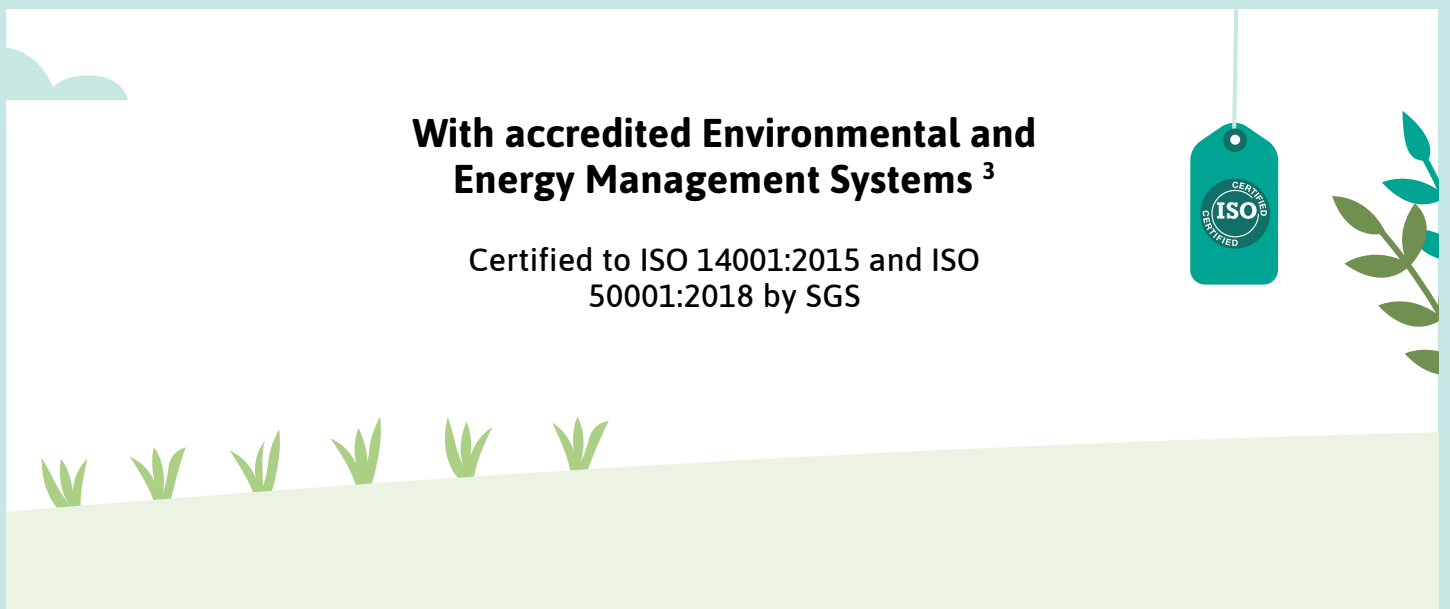 With accredited Environmental and
Energy Management Systems ³
Certified to ISO 14001:2015 and ISO
50001:2018 by SGS
CERTIFIED
ISO
CERTIFIED